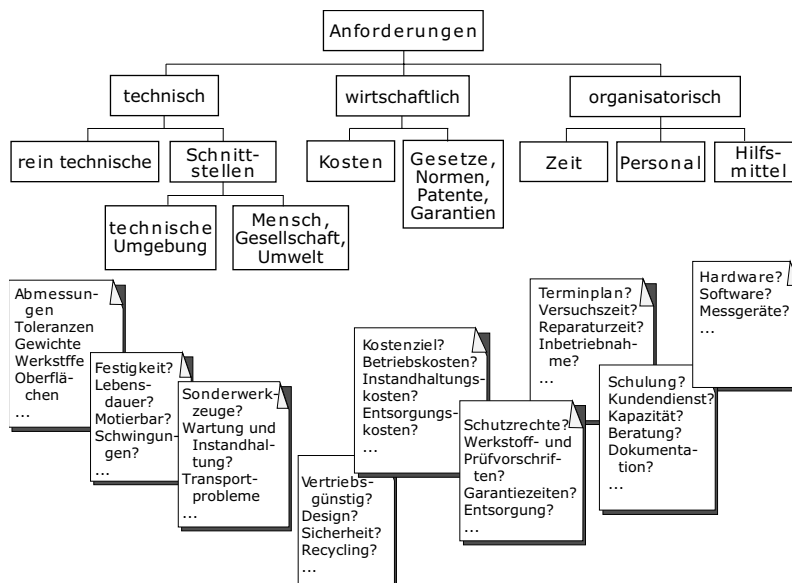 Anforderungen
technisch
wirtschaftlich
organisatorisch
rein technische
Schnitt-
stellen
Kosten
Gesetze,
Normen,
Patente,
Garantien
Zeit
Personal
Hilfs-
mittel
technische
Umgebung
Mensch,
Gesellschaft,
Umwelt
Abmessun-
gen
Toleranzen
Gewichte
Werkstffe
Oberflä-
chen
...
Festigkeit?
Lebens-
dauer?
Motierbar?
Schwingun-
gen?
...
Sonderwerk-
zeuge?
Wartung und
Instandhal-
tung?
Transport-
probleme
...
Vertriebs-
günstig?
Design?
Sicherheit?
Recycling?
...
Kostenziel?
Betriebskosten?
Instandhaltungs-
kosten?
Entsorgungs-
kosten?
...
Schutzrechte?
Werkstoff- und
Prüfvorschrif-
ten?
Garantiezeiten?
Entsorgung?
...
Terminplan?
Versuchszeit?
Reparaturzeit?
Inbetriebnah-
me?
...
Schulung?
Kundendienst?
Kapazität?
Beratung?
Dokumenta-
tion?
...
Hardware?
Software?
Messgeräte?
...